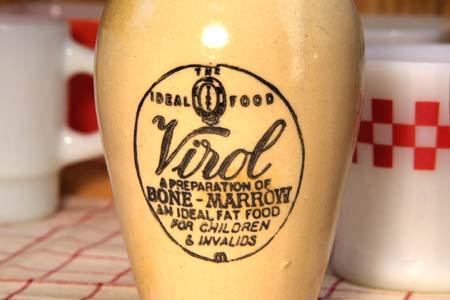 THE
IDEAL FOOD
Virol
A PREPARATION OF
BONE-MARROW
AN IDEAL FAT FOOD
FOR CHILDREN
& INVALIDS